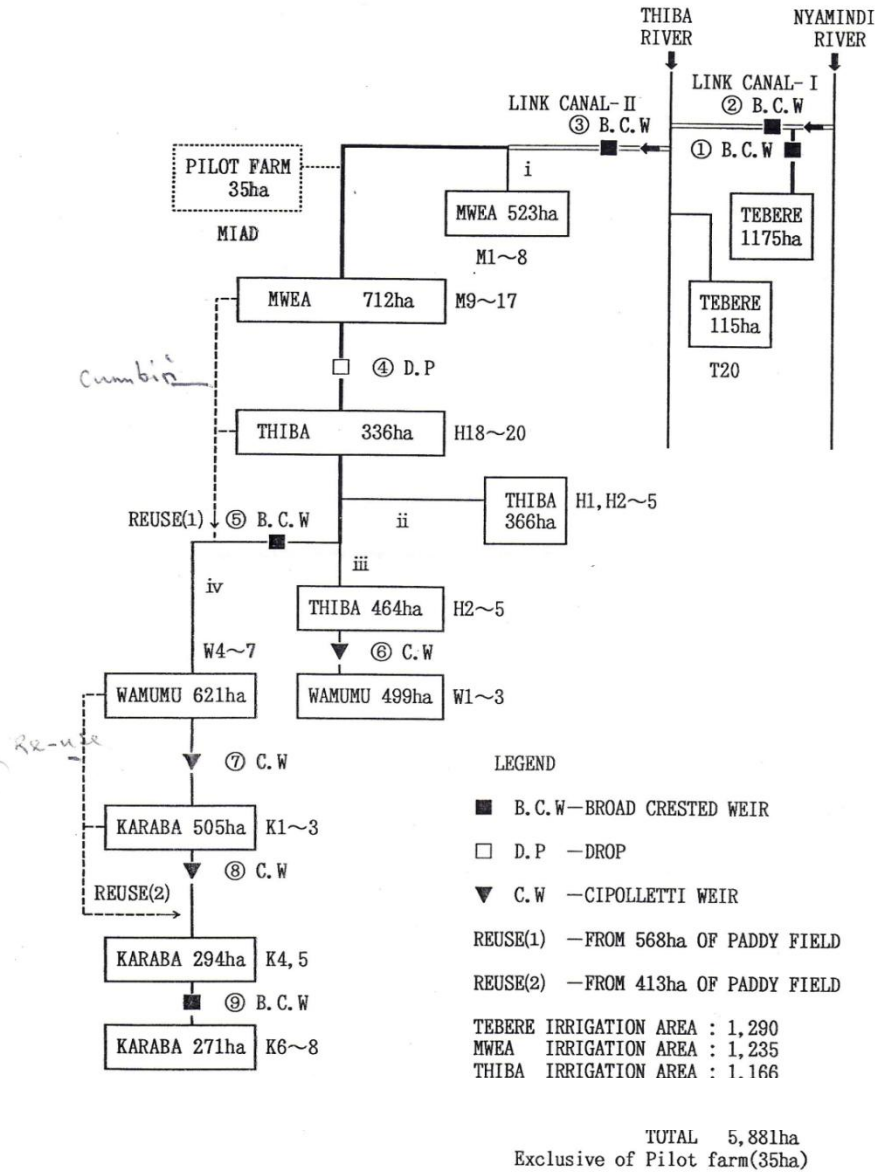 THIBA
RIVER
NYAMINDI
RIVER
LINK CANAL-I
② B.C.W
LINK CANAL-II
③ B.C.W
① B.C.W
PILOT FARM
35ha
MIAD
i
MWEA 523ha
M1~8
TEBERE
1175ha
TEBERE
115ha
T20
MWEA 712ha M9~17
④ D.P
THIBA 336ha H18~20
THIBA
366ha
H1,H2~5
ii
REUSE(1) ⑤ B.C.W
iii
iv
THIBA 464ha H2~5
⑥ C.W
W4~7
WAMUMU 621ha
WAMUMU 499ha W1~3
Re-use
⑦ C.W
KARABA 505ha K1~3
⑧ C.W
REUSE(2)
KARABA 294ha K4,5
⑨ B.C.W
KARABA 271ha K6~8
LEGEND
B.C.W-BROAD CRESTED WEIR
D.P -DROP
C.W -CIPOLLETTI WEIR
REUSE(1) -FROM 568ha OF PADDY FIELD
REUSE(2) -FROM 413ha OF PADDY FIELD
TEBERE IRRIGATION AREA : 1,290
MWEA IRRIGATION AREA : 1,235
THIBA IRRIGATION AREA : 1,166
TOTAL 5,881ha
Exclusive of Pilot farm(35ha)